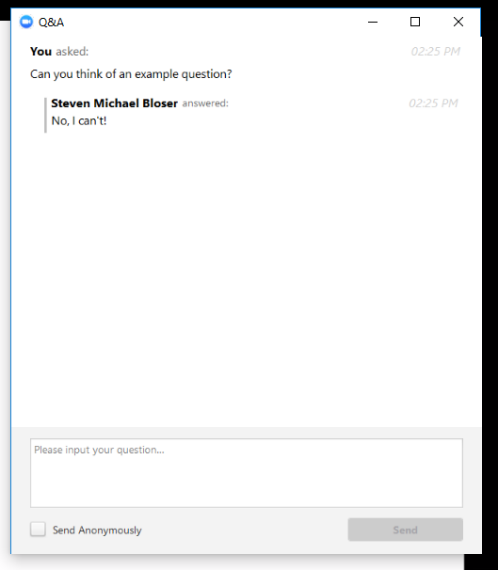 Q&A
You asked: 02:25 PM
Can you think of an example question?
Steven Michael Bloser answered: 02:25 PM
No, I can't!
Please input your question...
Send Anonymously Send